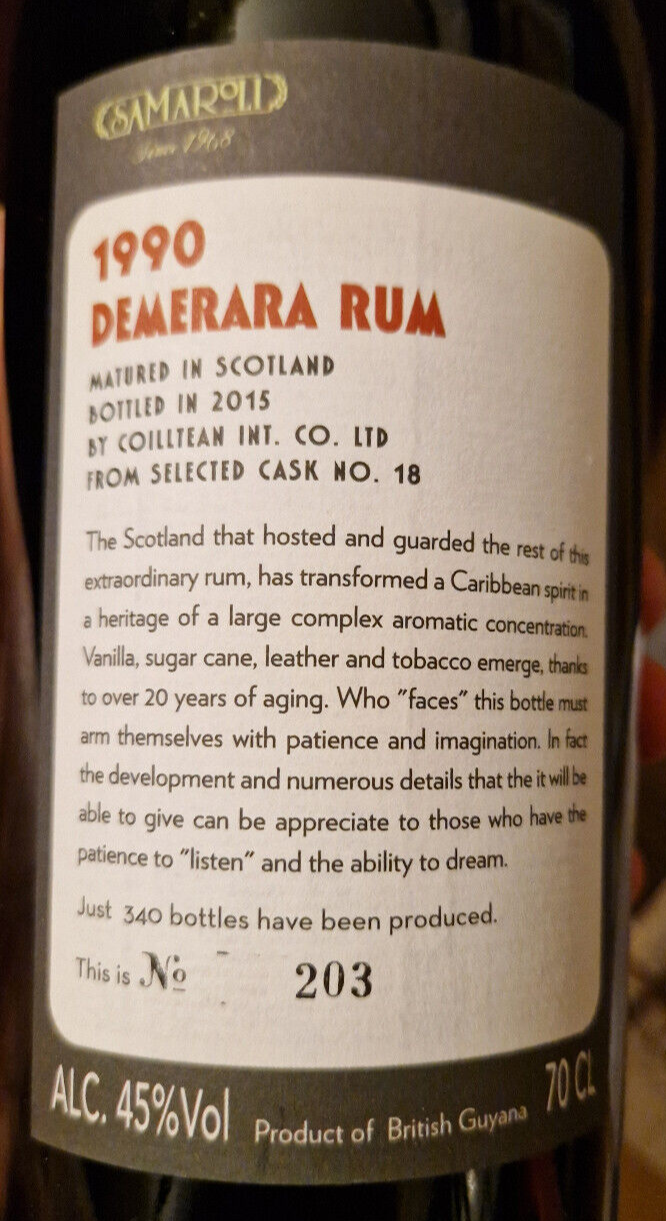 SAMAROLI
Since 1968
1990
DEMERARA RUM
MATURED IN SCOTLAND
BOTTLED IN 2015
BY COILLTEAN INT. CO. LTD
FROM SELECTED CASK NO. 18
The Scotland that hosted and guarded the rest of this
extraordinary rum, has transformed a Caribbean spirit in
a heritage of a large complex aromatic concentration.
Vanilla, sugar cane, leather and tobacco emerge, thanks
to over 20 years of aging. Who "faces" this bottle must
arm themselves with patience and imagination. In fact
the development and numerous details that the it will be
able to give can be appreciate to those who have the
patience to "listen" and the ability to dream.
Just 340 bottles have been produced.
This is No 203
ALC. 45%Vol Product of British Guyana 70 CL